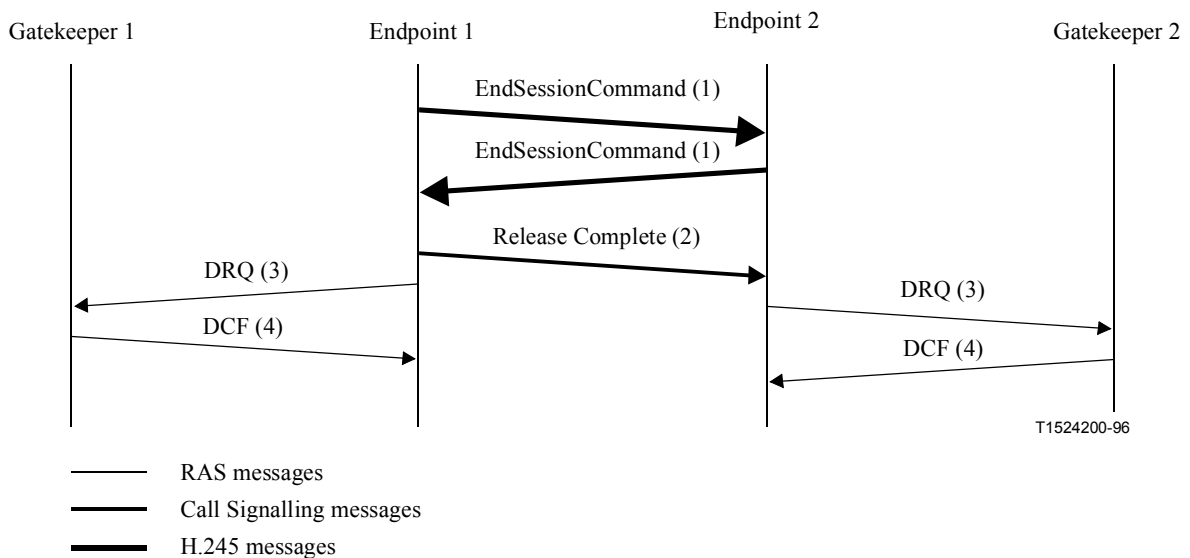 Gatekeeper 1
Endpoint 1
Endpoint 2
Gatekeeper 2
EndSessionCommand (1)
EndSessionCommand (1)
Release Complete (2)
DRQ (3)
DRQ (3)
DCF (4)
DCF (4)
T1524200-96
RAS messages
Call Signalling messages
H.245 messages